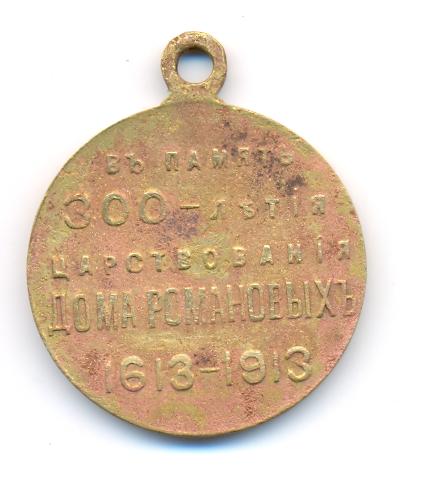 ВЪ ПАМЯТЬ
300-ЛѢТІЯ
ЦАРСТВОВАНІЯ
ДОМА РОМАНОВЫХЪ
1613-1913